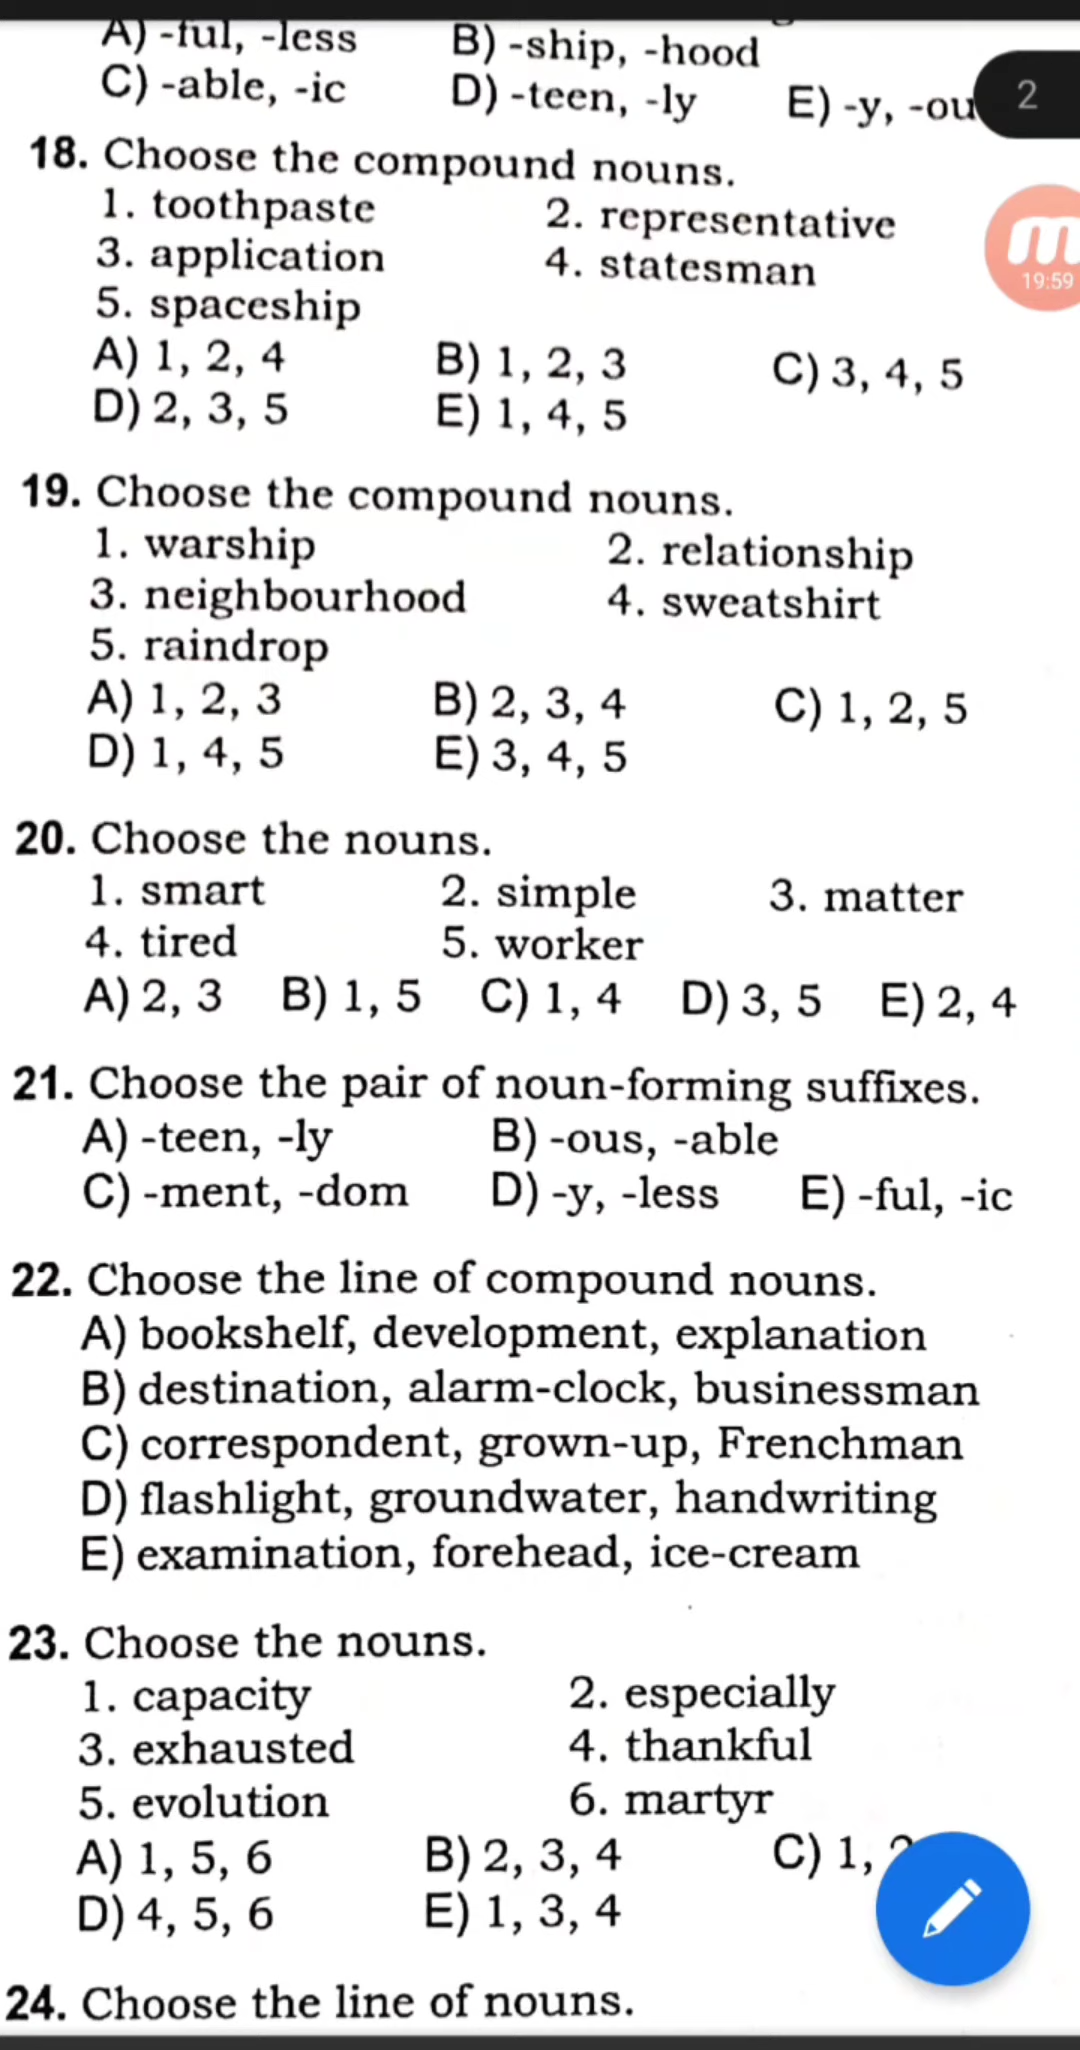 A) -ful, -less B) -ship, -hood
C) -able, -ic D) -teen, -ly E) -y, -ou
2
18. Choose the compound nouns.
1. toothpaste 2. representative
3. application 4. statesman
19:59
5. spaceship
A) 1, 2, 4 B) 1, 2, 3 C) 3, 4, 5
D) 2, 3, 5 E) 1, 4, 5
19. Choose the compound nouns.
1. warship 2. relationship
3. neighbourhood 4. sweatshirt
5. raindrop
A) 1, 2, 3 B) 2, 3, 4 C) 1, 2, 5
D) 1, 4, 5 E) 3, 4, 5
20. Choose the nouns.
1. smart 2. simple 3. matter
4. tired 5. worker
A) 2, 3 B) 1, 5 C) 1, 4 D) 3, 5 E) 2, 4
21. Choose the pair of noun-forming suffixes.
A) -teen, -ly B) -ous, -able
C) -ment, -dom D) -y, -less E) -ful, -ic
22. Choose the line of compound nouns.
A) bookshelf, development, explanation
B) destination, alarm-clock, businessman
C) correspondent, grown-up, Frenchman
D) flashlight, groundwater, handwriting
E) examination, forehead, ice-cream
23. Choose the nouns.
1. capacity 2. especially
3. exhausted 4. thankful
5. evolution 6. martyr
A) 1, 5, 6 B) 2, 3, 4 C) 1,
D) 4, 5, 6 E) 1, 3, 4
24. Choose the line of nouns.